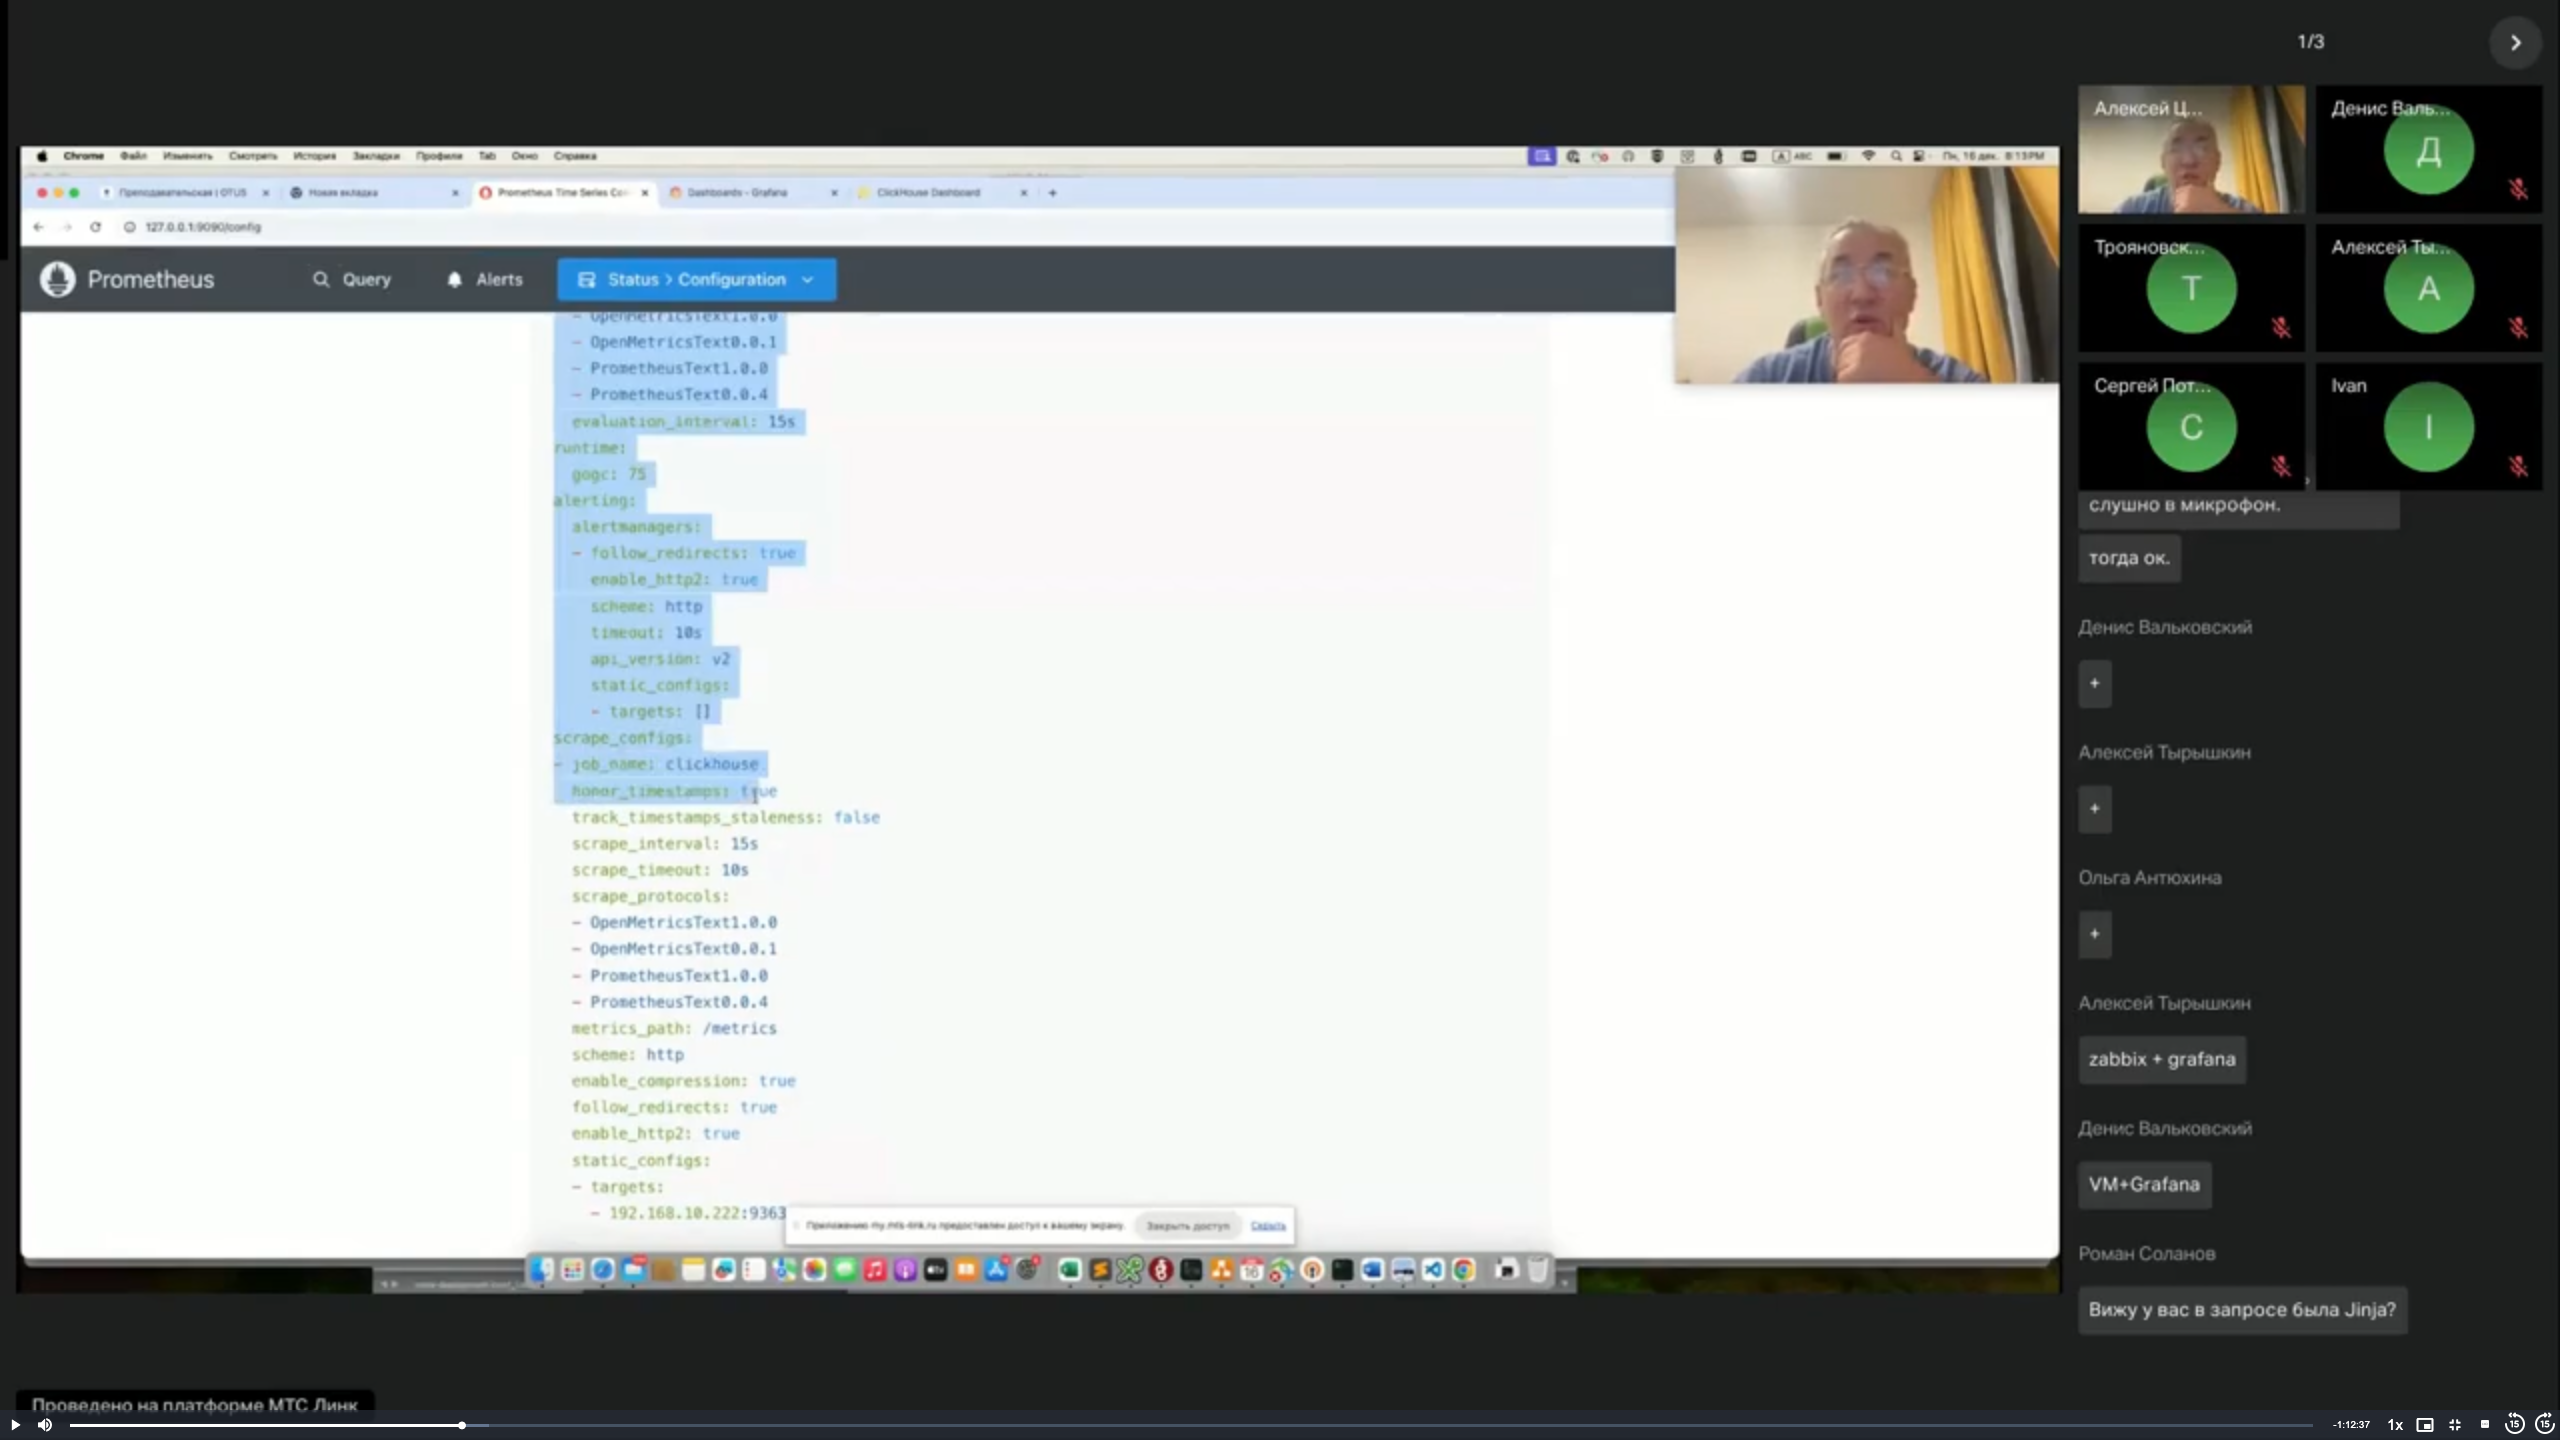 1/3
Chrome Файл Изменить Смотреть История Закладки Профили Tab Окно Справка
ABC Пн, 16 дек. 8:13PM
Преподавательская | OTUS
Новая вкладка
Prometheus Time Series Co
Dashboards - Grafana
ClickHouse Dashboard
127.0.0.1:9090/config
Prometheus
Query
Alerts
Status > Configuration
- OpenMetricsText1.0.0
- OpenMetricsText0.0.1
- PrometheusText1.0.0
- PrometheusText0.0.4
evaluation_interval: 15s
runtime:
gogc: 75
alerting:
alertmanagers:
- follow_redirects: true
enable_http2: true
scheme: http
timeout: 10s
api_version: v2
static_configs:
- targets: []
scrape_configs:
- job_name: clickhouse
honor_timestamps: true
track_timestamps_staleness: false
scrape_interval: 15s
scrape_timeout: 10s
scrape_protocols:
- OpenMetricsText1.0.0
- OpenMetricsText0.0.1
- PrometheusText1.0.0
- PrometheusText0.0.4
metrics_path: /metrics
scheme: http
enable_compression: true
follow_redirects: true
enable_http2: true
static_configs:
- targets:
- 192.168.10.222:9363
Приложению my.mts-link.ru предоставлен доступ к вашему экрану.
Закрыть доступ
Скрыть
Алексей Ц...
Денис Валь...
Д
Трояновск...
Т
Алексей Ты...
А
Сергей Пот...
С
Ivan
I
слушно в микрофон.
тогда ок.
Денис Вальковский
+
Алексей Тырышкин
+
Ольга Антюхина
+
Алексей Тырышкин
zabbix + grafana
Денис Вальковский
VM+Grafana
Роман Соланов
Вижу у вас в запросе была Jinja?
Проведено на платформе МТС Линк
-1:12:37
1x
15
15